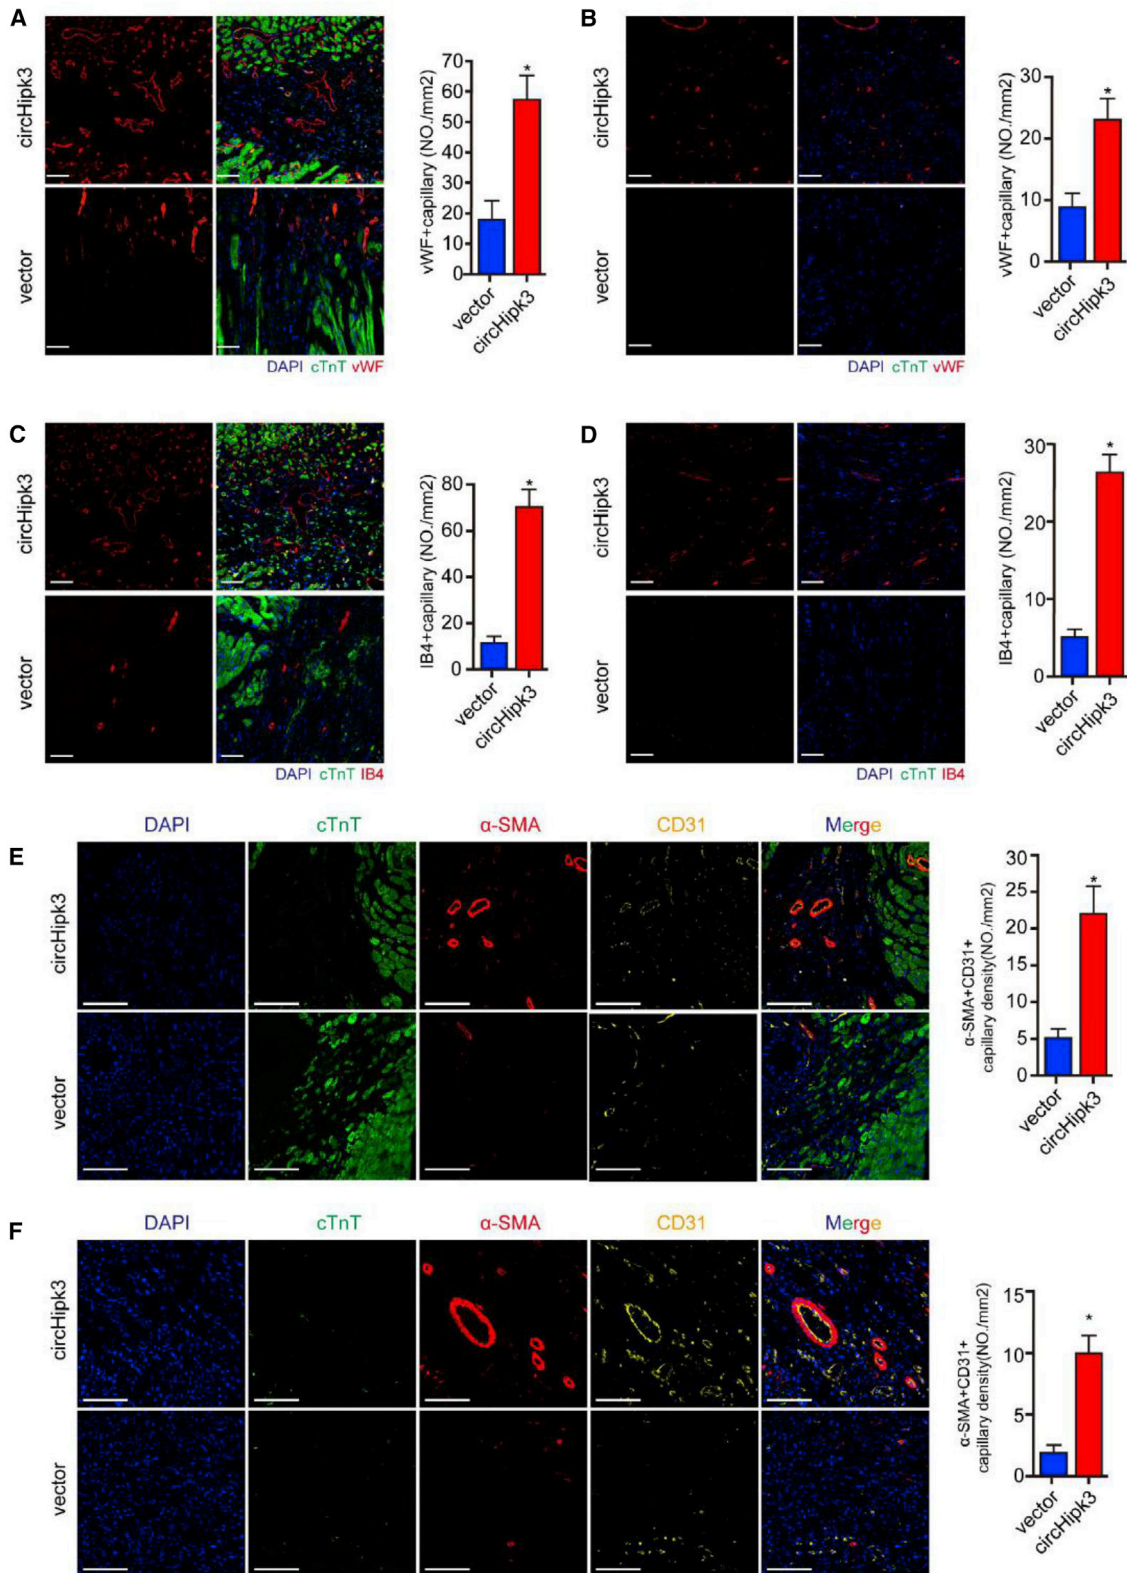 A
circHipk3
vector
DAPI cTnT vWF
vWF+capillary (NO./mm2)
70
60
50
40
30
20
10
0
*
vector
circHipk3
B
circHipk3
vector
DAPI cTnT vWF
vWF+capillary (NO./mm2)
30
20
10
0
*
vector
circHipk3
C
circHipk3
vector
DAPI cTnT IB4
IB4+capillary (NO./mm2)
80
60
40
20
0
*
vector
circHipk3
D
circHipk3
vector
DAPI cTnT IB4
IB4+capillary (NO./mm2)
30
20
10
0
*
vector
circHipk3
E
DAPI cTnT α-SMA CD31 Merge
circHipk3
vector
α-SMA+CD31+
capillary density(NO./mm2)
30
25
20
15
10
5
0
*
vector
circHipk3
F
DAPI cTnT α-SMA CD31 Merge
circHipk3
vector
α-SMA+CD31+
capillary density(NO./mm2)
15
10
5
0
*
vector
circHipk3